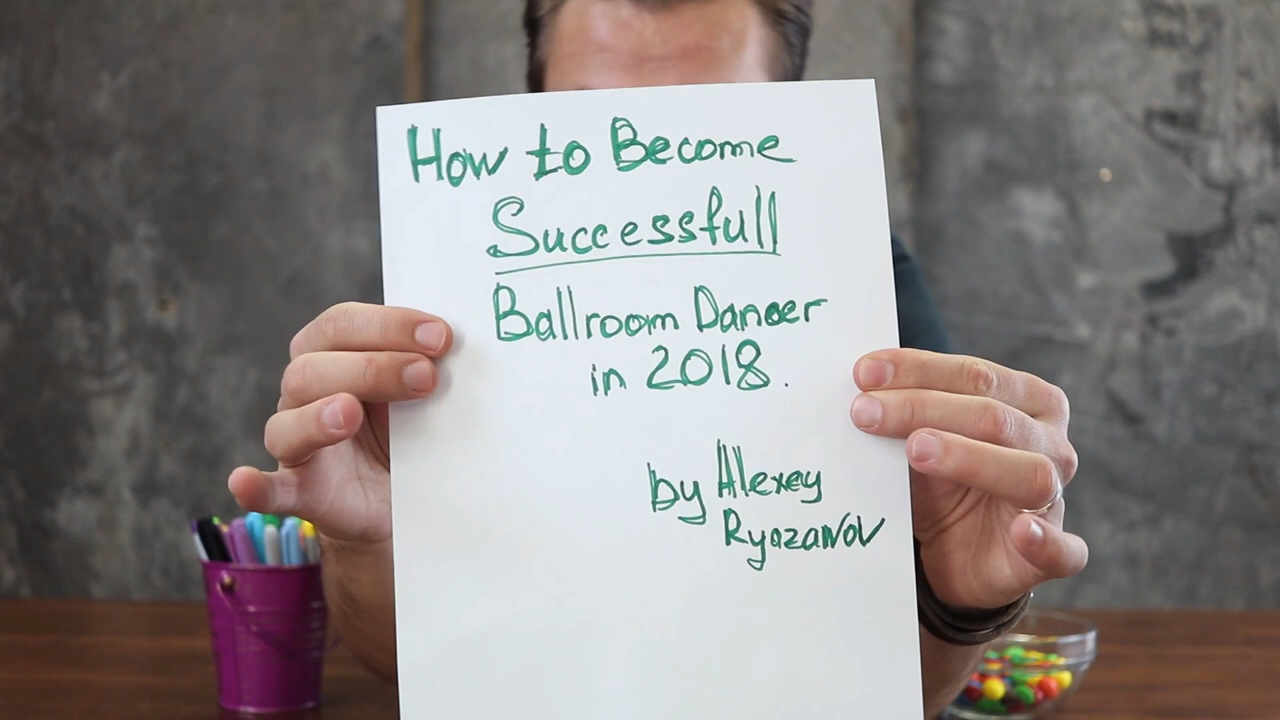 How to Become
Successfull
Ballroom Dancer
in 2018.
by Alexey
Ryazanov